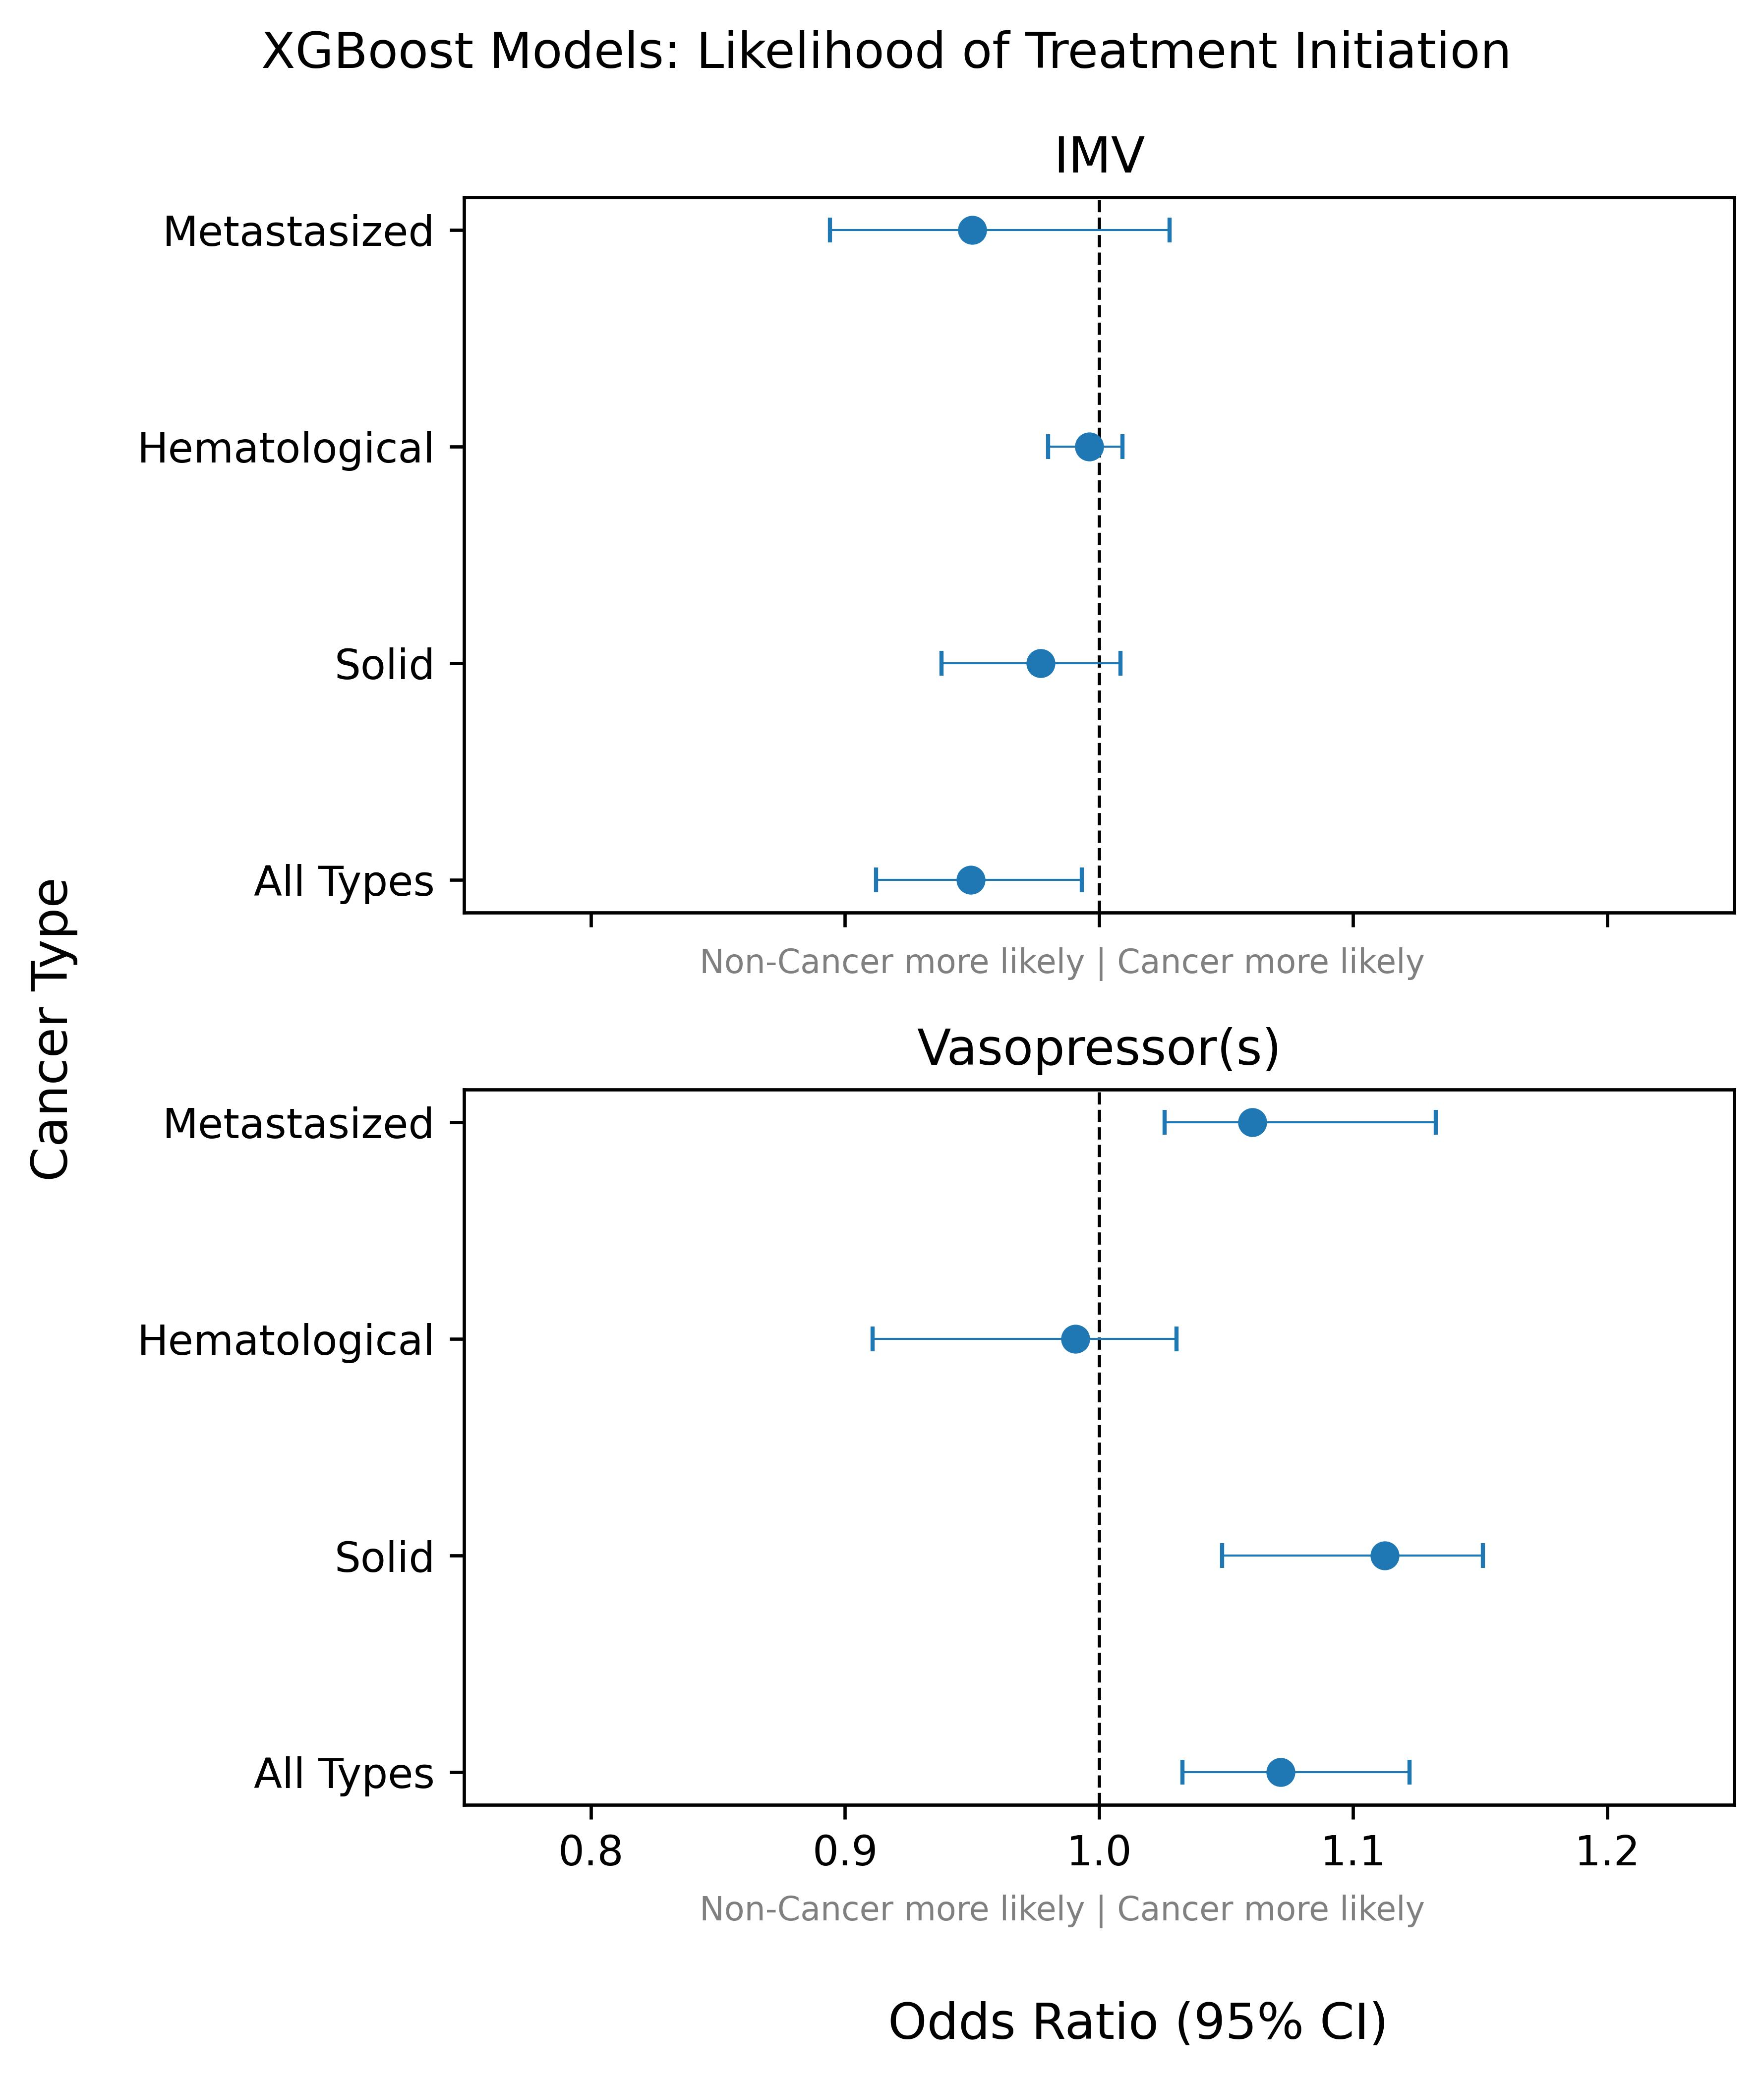 XGBoost Models: Likelihood of Treatment Initiation
IMV
Metastasized
Hematological
Solid
All Types
Non-Cancer more likely | Cancer more likely
Cancer Type
Vasopressor(s)
Metastasized
Hematological
Solid
All Types
0.8 0.9 1.0 1.1 1.2
Non-Cancer more likely | Cancer more likely
Odds Ratio (95% CI)